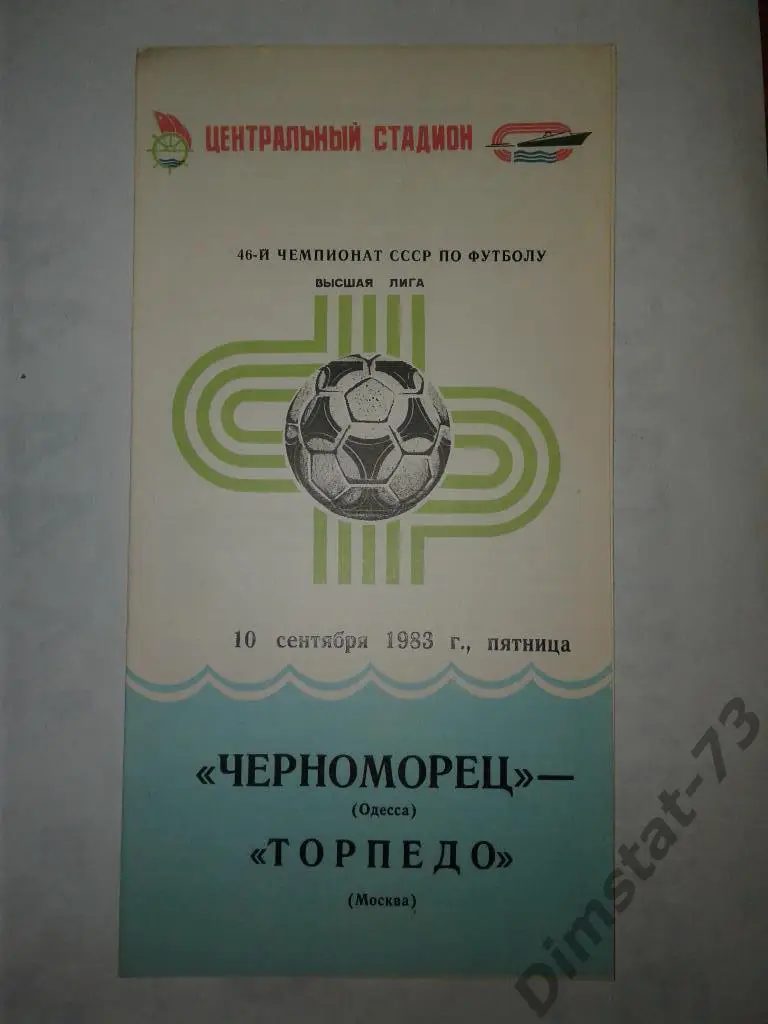 ЦЕНТРАЛЬНЫЙ СТАДИОН
46-Й ЧЕМПИОНАТ СССР ПО ФУТБОЛУ
ВЫСШАЯ ЛИГА
10 сентября 1983 г., пятница
«ЧЕРНОМОРЕЦ»—
(Одесса)
«ТОРПЕДО»
(Москва)
Dimstat-73